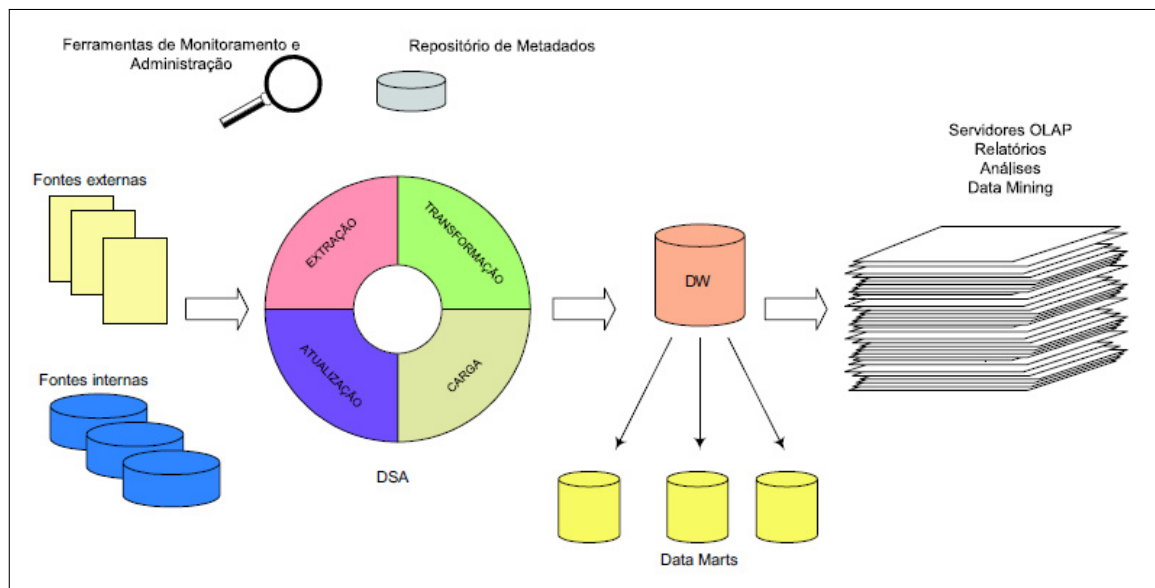 Ferramentas de Monitoramento e
Administração
Repositório de Metadados
Servidores OLAP
Relatórios
Análises
Data Mining
Fontes externas
EXTRAÇÃO
TRANSFORMAÇÃO
ATUALIZAÇÃO
CARGA
DW
Fontes internas
DSA
Data Marts